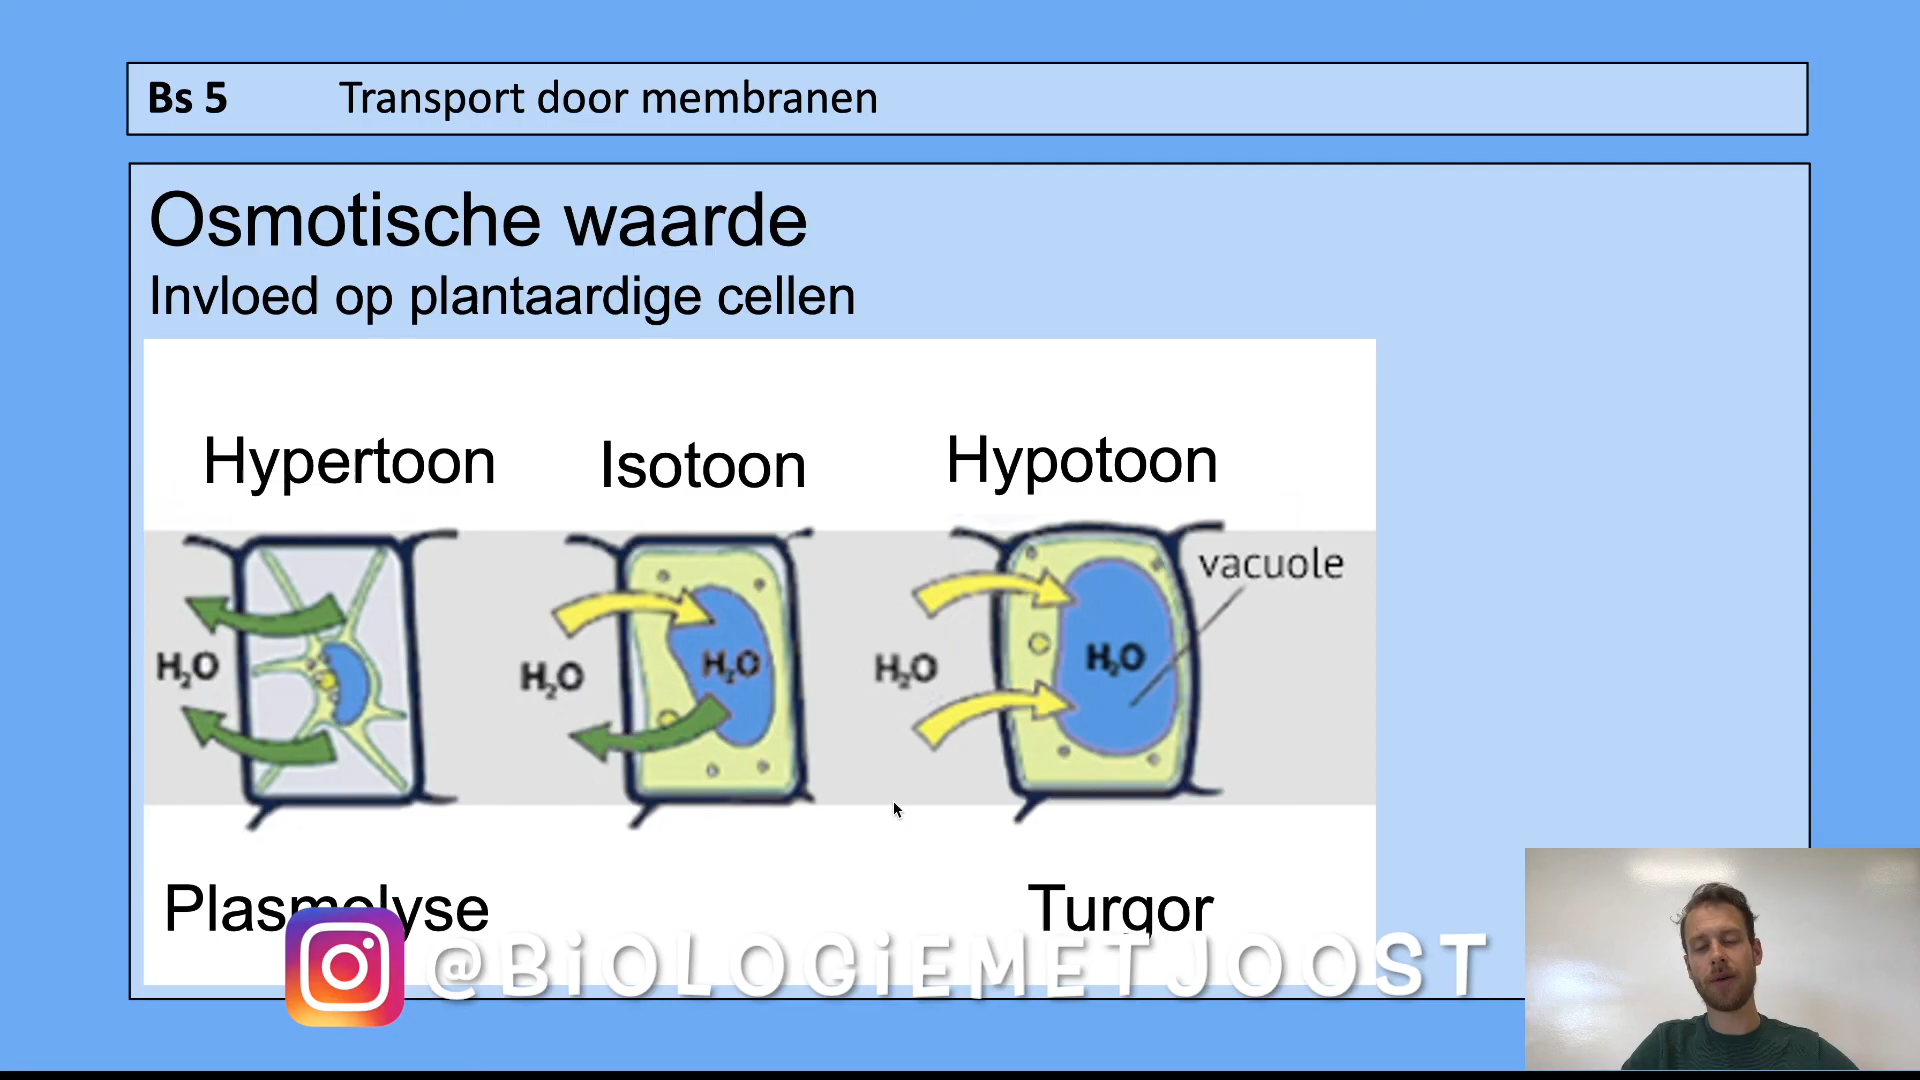 Bs 5 Transport door membranen
Osmotische waarde
Invloed op plantaardige cellen
Hypertoon Isotoon Hypotoon
vacuole
H₂O H₂O H₂O H₂O H₂O
Plasmolyse Turgor
@BiOLOGiEMETJOOST